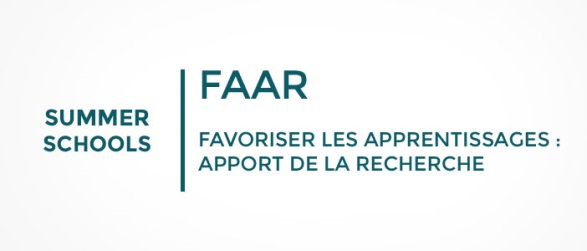 SUMMER
SCHOOLS
FAAR
FAVORISER LES APPRENTISSAGES :
APPORT DE LA RECHERCHE